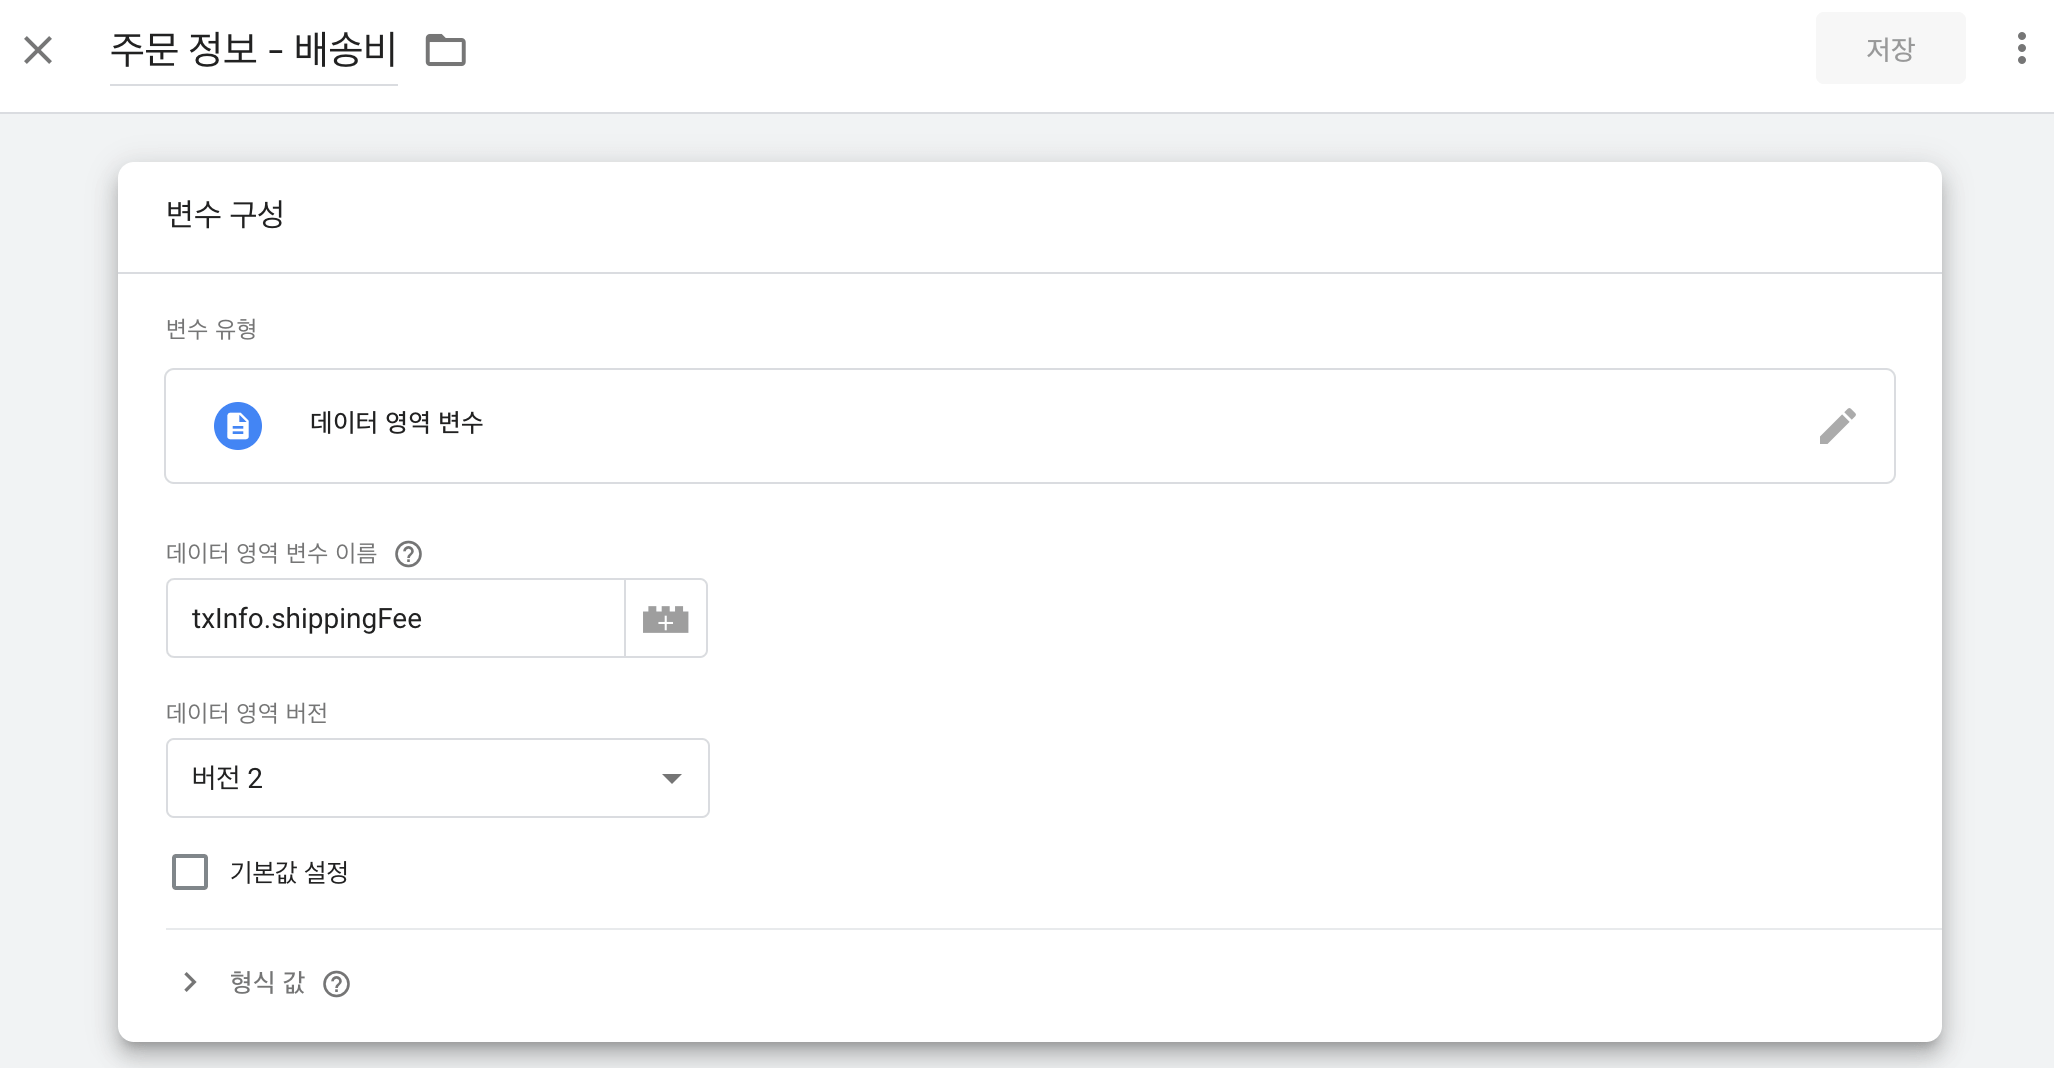 주문 정보 - 배송비
저장
변수 구성
변수 유형
데이터 영역 변수
데이터 영역 변수 이름
txInfo.shippingFee
데이터 영역 버전
버전 2
기본값 설정
형식 값